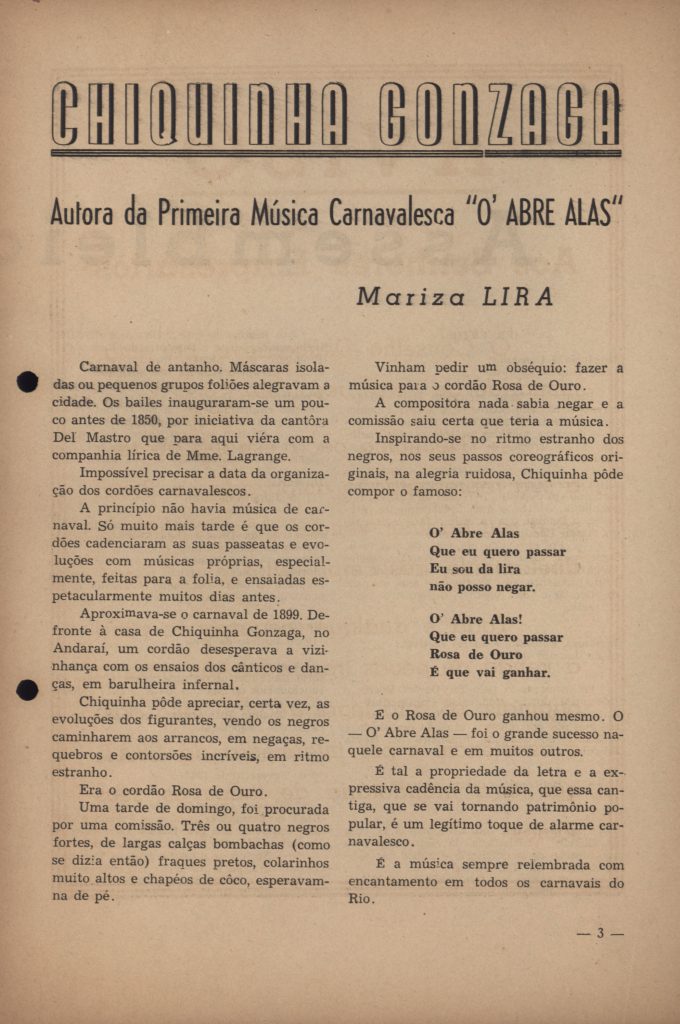 CHIQUINHA GONZAGA
Autora da Primeira Música Carnavalesca "O' ABRE ALAS"
Mariza LIRA
Carnaval de antanho. Máscaras isola-
das ou pequenos grupos foliões alegravam a
cidade. Os bailes inauguraram-se um pou-
co antes de 1850, por iniciativa da cantôra
Del Mastro que para aqui viéra com a
companhia lírica de Mme. Lagrange.
Impossível precisar a data da organiza-
ção dos cordões carnavalescos.
A princípio não havia música de car-
naval. Só muito mais tarde é que os cor-
dões cadenciaram as suas passeatas e evo-
luções com músicas próprias, especial-
mente, feitas para a folia, e ensaiadas es-
petacularmente muitos dias antes.
Aproximava-se o carnaval de 1899. De-
fronte à casa de Chiquinha Gonzaga, no
Andaraí, um cordão desesperava a vizi-
nhança com os ensaios dos cânticos e dan-
ças, em barulheira infernal.
Chiquinha pôde apreciar, certa vez, as
evoluções dos figurantes, vendo os negros
caminharem aos arrancos, em negaças, re-
quebros e contorsões incríveis, em ritmo
estranho.
Era o cordão Rosa de Ouro.
Uma tarde de domingo, foi procurada
por uma comissão. Três ou quatro negros
fortes, de largas calças bombachas (como
se dizia então) fraques pretos, colarinhos
muito altos e chapéos de côco, esperavam-
na de pé.
Vinham pedir um obséquio: fazer a
música para o cordão Rosa de Ouro.
A compositora nada sabia negar e a
comissão saiu certa que teria a música.
Inspirando-se no ritmo estranho dos
negros, nos seus passos coreográficos ori-
ginais, na alegria ruidosa, Chiquinha pôde
compor o famoso:
O' Abre Alas
Que eu quero passar
Eu sou da lira
não posso negar.
O' Abre Alas!
Que eu quero passar
Rosa de Ouro
É que vai ganhar.
E o Rosa de Ouro ganhou mesmo. O
— O' Abre Alas — foi o grande sucesso na-
quele carnaval e em muitos outros.
É tal a propriedade da letra e a ex-
pressiva cadência da música, que essa can-
tiga, que se vai tornando patrimônio po-
pular, é um legítimo toque de alarme car-
navalesco.
É a música sempre relembrada com
encantamento em todos os carnavais do
Rio.
— 3 —